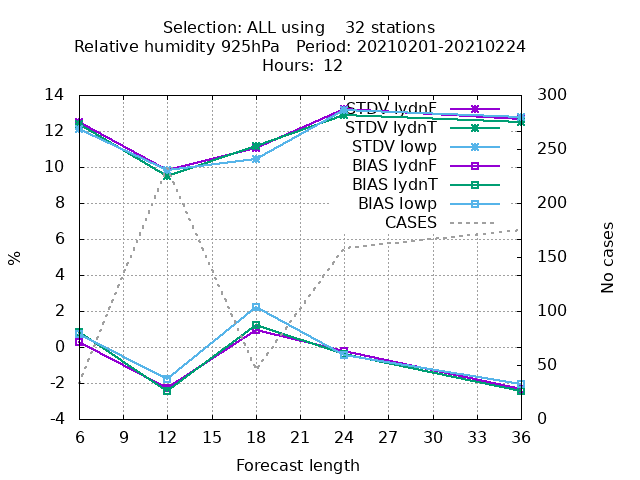 Selection: ALL using    32 stations
Relative humidity 925hPa   Period: 20210201-20210224
Hours: 12
14
12
10
8
6
4
2
0
-2
-4
%
300
250
200
150
100
50
0
No cases
STDV lydnF
STDV lydnT
STDV lowp
BIAS lydnF
BIAS lydnT
BIAS lowp
CASES
6 9 12 15 18 21 24 27 30 33 36
Forecast length